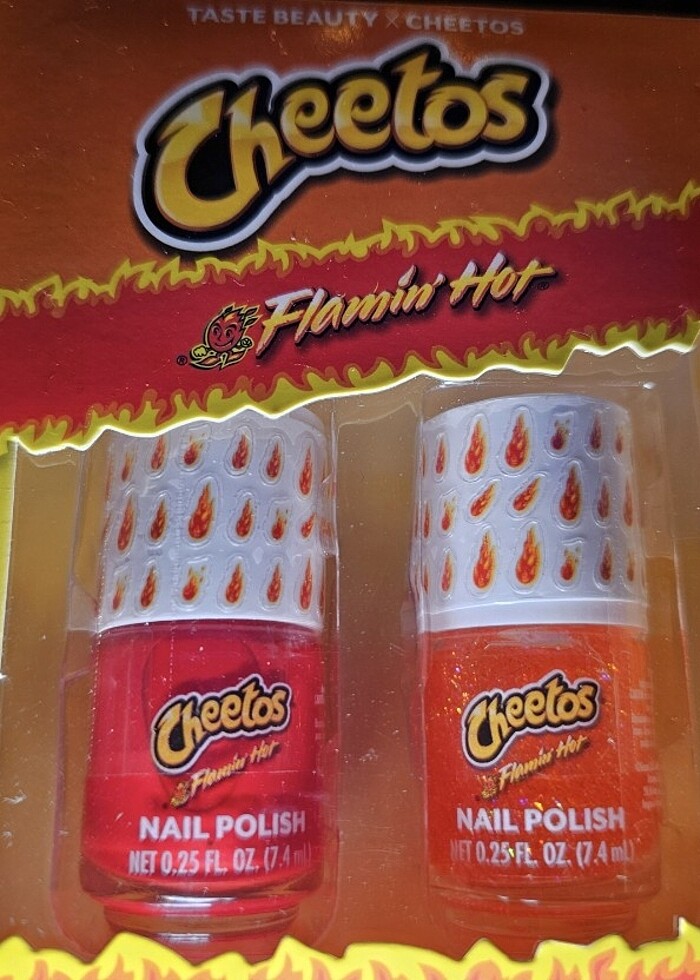 TASTE BEAUTY X CHEETOS
Cheetos
® Flamin' Hot®
Cheetos
Flamin' Hot
NAIL POLISH
NET 0.25 FL. OZ. (7.4 mL)
Cheetos
Flamin' Hot
NAIL POLISH
NET 0.25 FL. OZ. (7.4 mL)